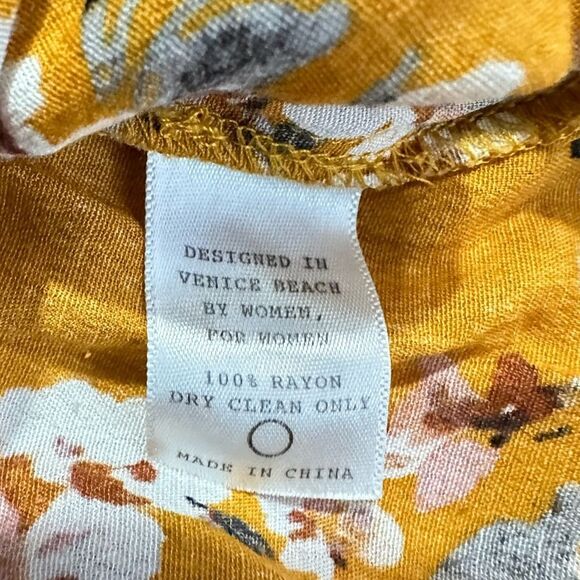 DESIGNED IN
VENICE BEACH
BY WOMEN,
FOR WOMEN
100% RAYON
DRY CLEAN ONLY
MADE IN CHINA